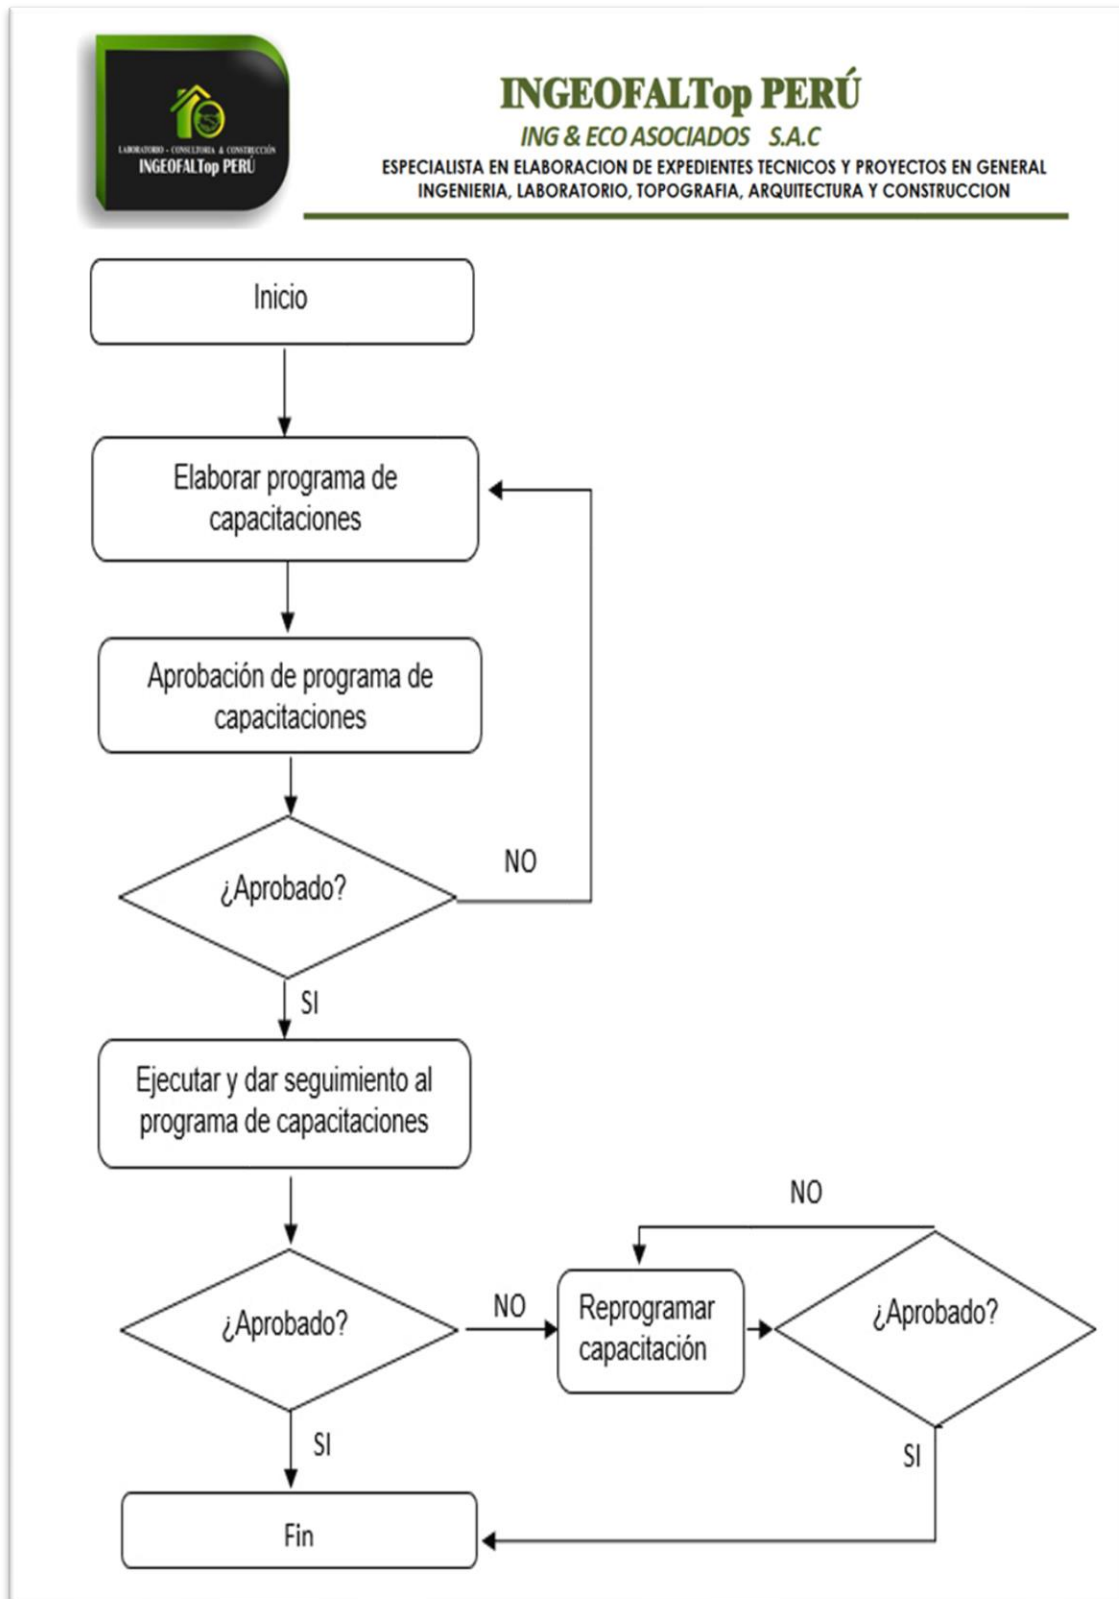 LABORATORIO - CONSULTORIA & CONSTRUCCIÓN
INGEOFALTop PERÚ
INGEOFALTop PERÚ
ING & ECO ASOCIADOS S.A.C
ESPECIALISTA EN ELABORACION DE EXPEDIENTES TECNICOS Y PROYECTOS EN GENERAL
INGENIERIA, LABORATORIO, TOPOGRAFIA, ARQUITECTURA Y CONSTRUCCION
Inicio
Elaborar programa de
capacitaciones
Aprobación de programa de
capacitaciones
¿Aprobado?
NO
SI
Ejecutar y dar seguimiento al
programa de capacitaciones
¿Aprobado?
NO
Reprogramar
capacitación
NO
¿Aprobado?
SI
SI
Fin